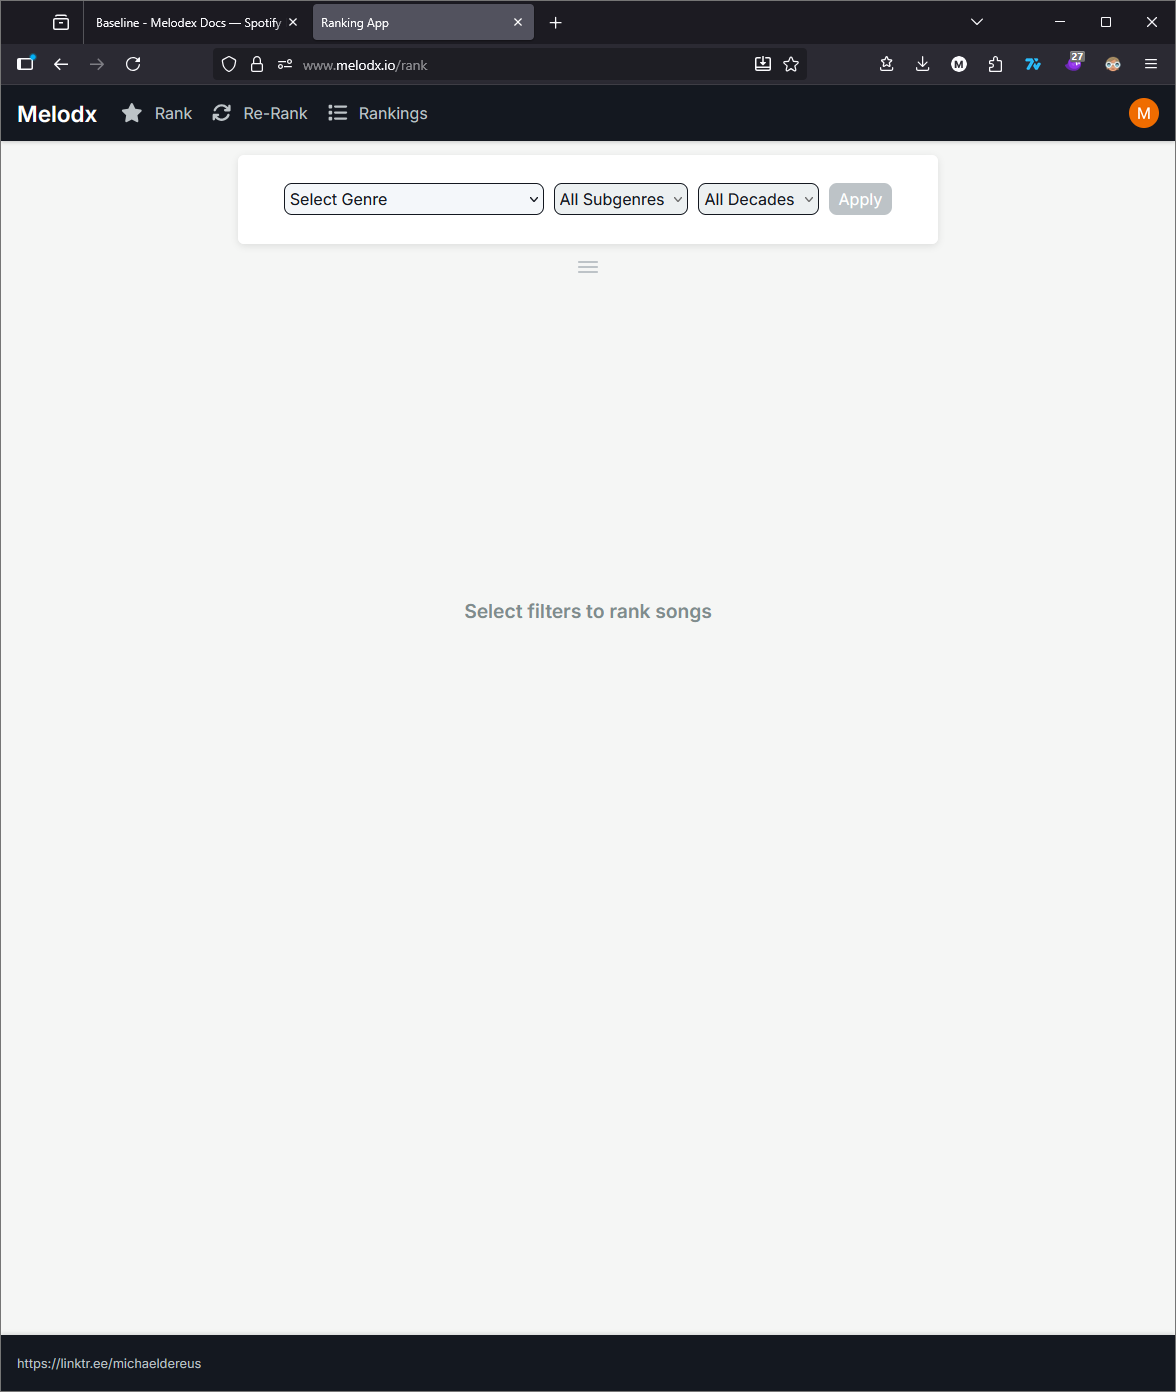 Baseline - Melodex Docs — Spotify
Ranking App
www.melodx.io/rank
M
27
Melodx
Rank
Re-Rank
Rankings
M
Select Genre
All Subgenres
All Decades
Apply
Select filters to rank songs
https://linktr.ee/michaeldereus